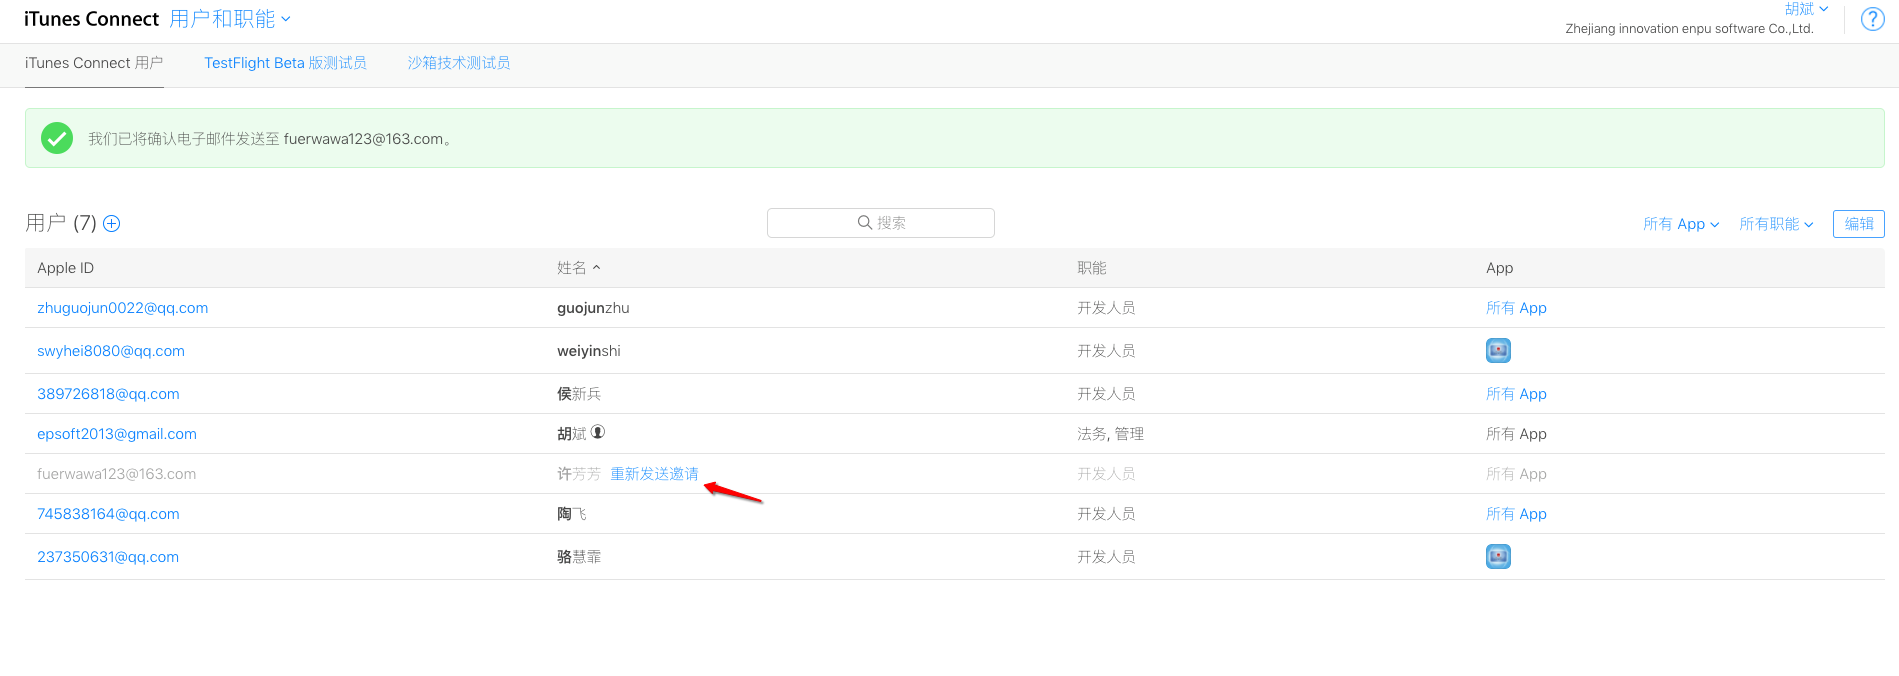 iTunes Connect 用户和职能
胡斌
Zhejiang innovation enpu software Co.,Ltd.
?
iTunes Connect 用户 TestFlight Beta 版测试员 沙箱技术测试员
我们已将确认电子邮件发送至 fuerwawa123@163.com。
用户 (7) 搜索 所有 App 所有职能 编辑
Apple ID 姓名 职能 App
zhuguojun0022@qq.com guojunzhu 开发人员 所有 App
swyhei8080@qq.com weiyinshi 开发人员
389726818@qq.com 侯新兵 开发人员 所有 App
epsoft2013@gmail.com 胡斌 法务, 管理 所有 App
fuerwawa123@163.com 许芳芳 重新发送邀请 开发人员 所有 App
745838164@qq.com 陶飞 开发人员 所有 App
237350631@qq.com 骆慧霏 开发人员